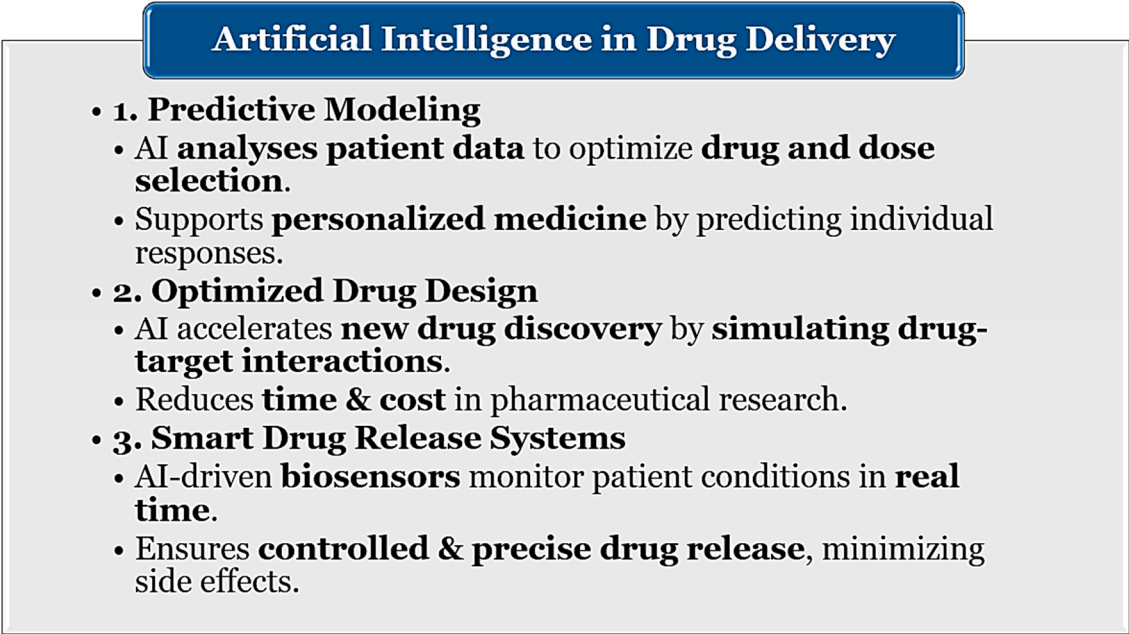 Artificial Intelligence in Drug Delivery
• 1. Predictive Modeling
• AI analyses patient data to optimize drug and dose
selection.
• Supports personalized medicine by predicting individual
responses.
• 2. Optimized Drug Design
• AI accelerates new drug discovery by simulating drug-
target interactions.
• Reduces time & cost in pharmaceutical research.
• 3. Smart Drug Release Systems
• AI-driven biosensors monitor patient conditions in real
time.
• Ensures controlled & precise drug release, minimizing
side effects.